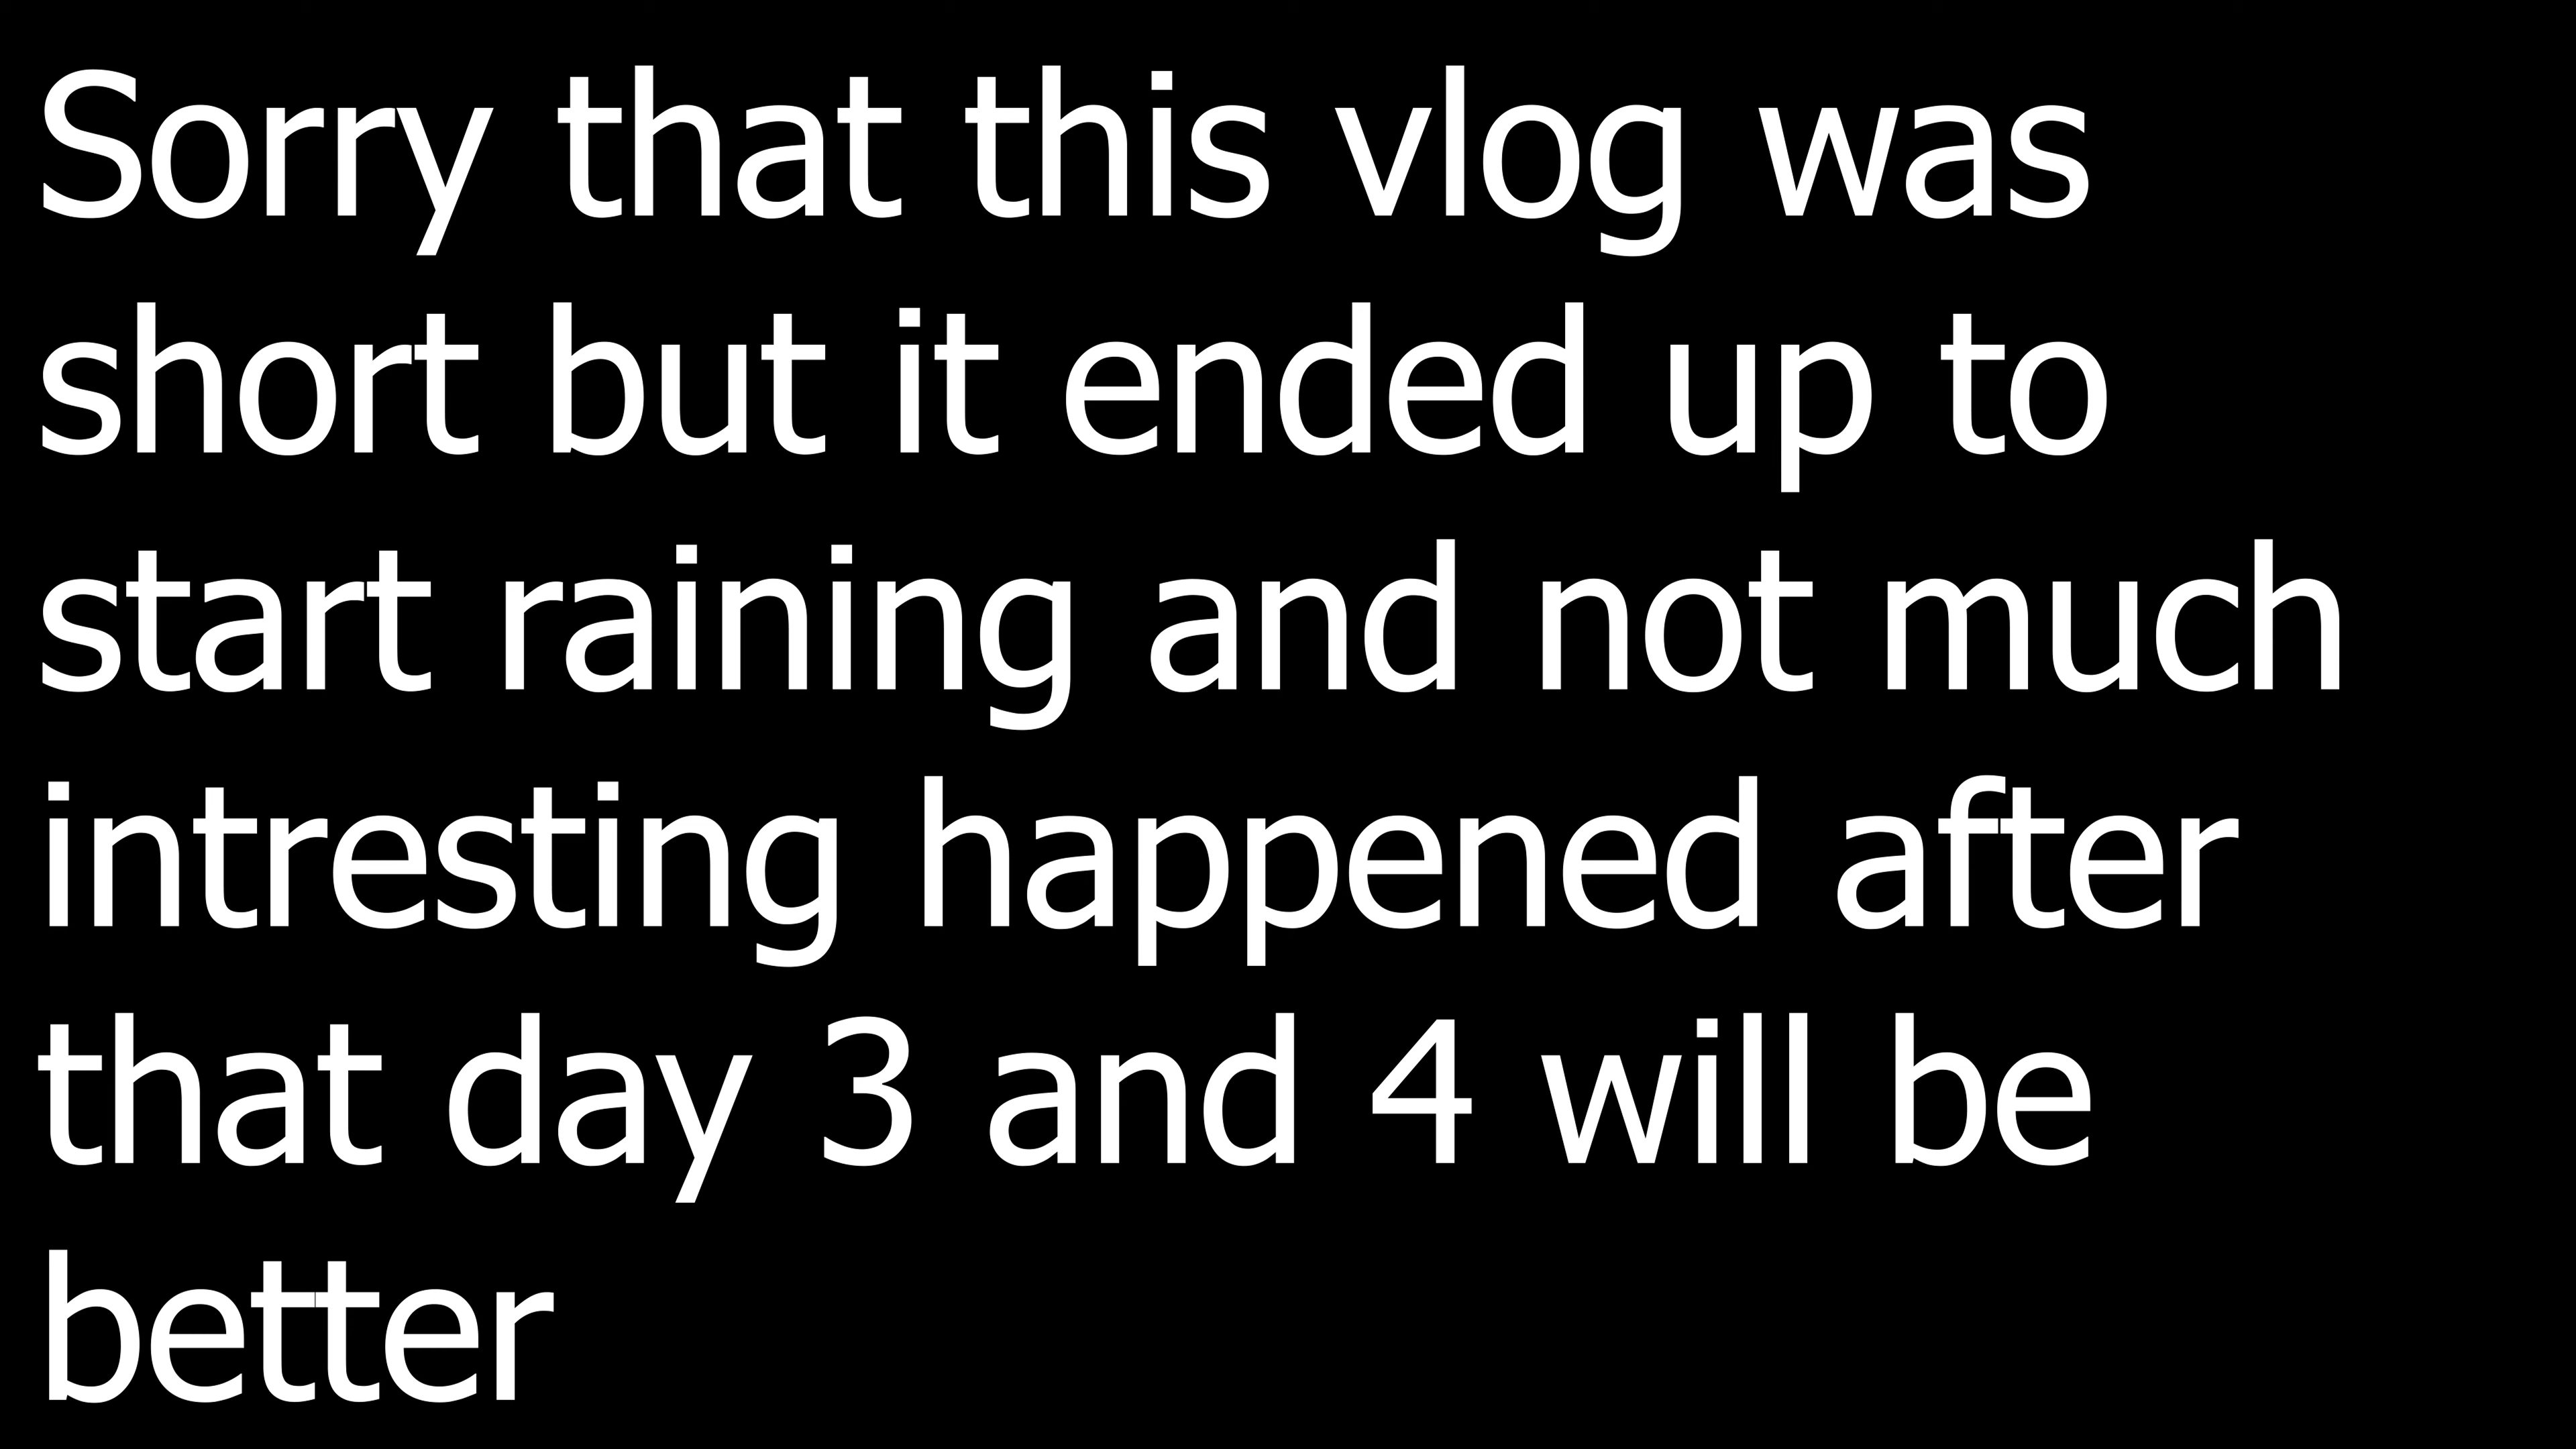 Sorry that this vlog was
short but it ended up to
start raining and not much
intresting happened after
that day 3 and 4 will be
better